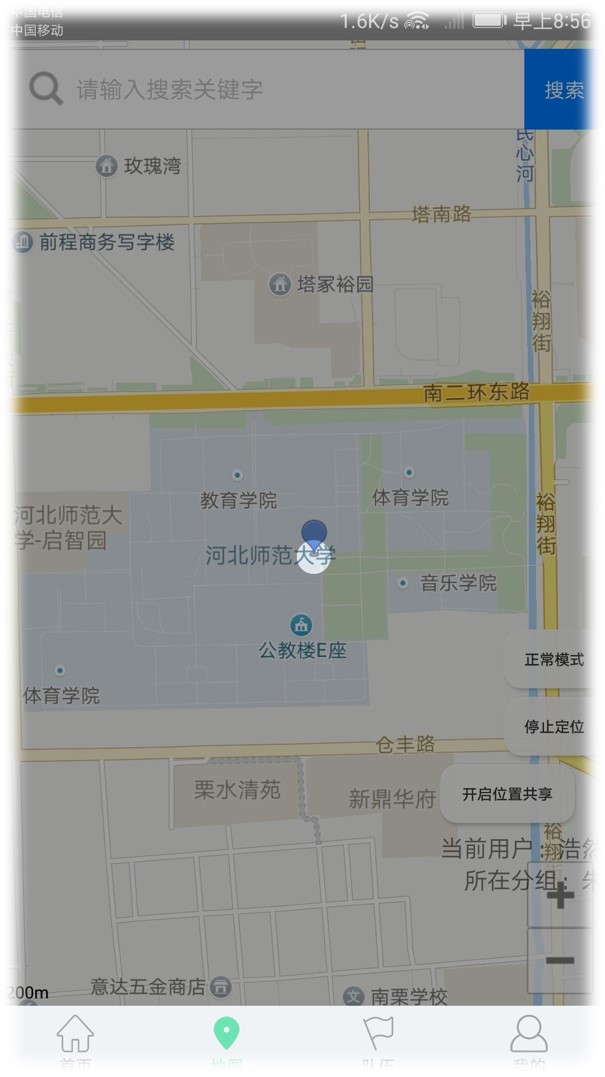 中国电信
中国移动
1.6K/s
早上8:56
请输入搜索关键字
搜索
民心河
玫瑰湾
塔南路
前程商务写字楼
塔冢裕园
裕翔街
南二环东路
教育学院
体育学院
河北师范大
学-启智园
裕翔街
河北师范大学
音乐学院
公教楼E座
正常模式
体育学院
停止定位
仓丰路
栗水清苑
新鼎华府
开启位置共享
裕翔
当前用户:浩然
所在分组:朱
+
−
意达五金商店
200m
南栗学校
首页
地图
队伍
我的